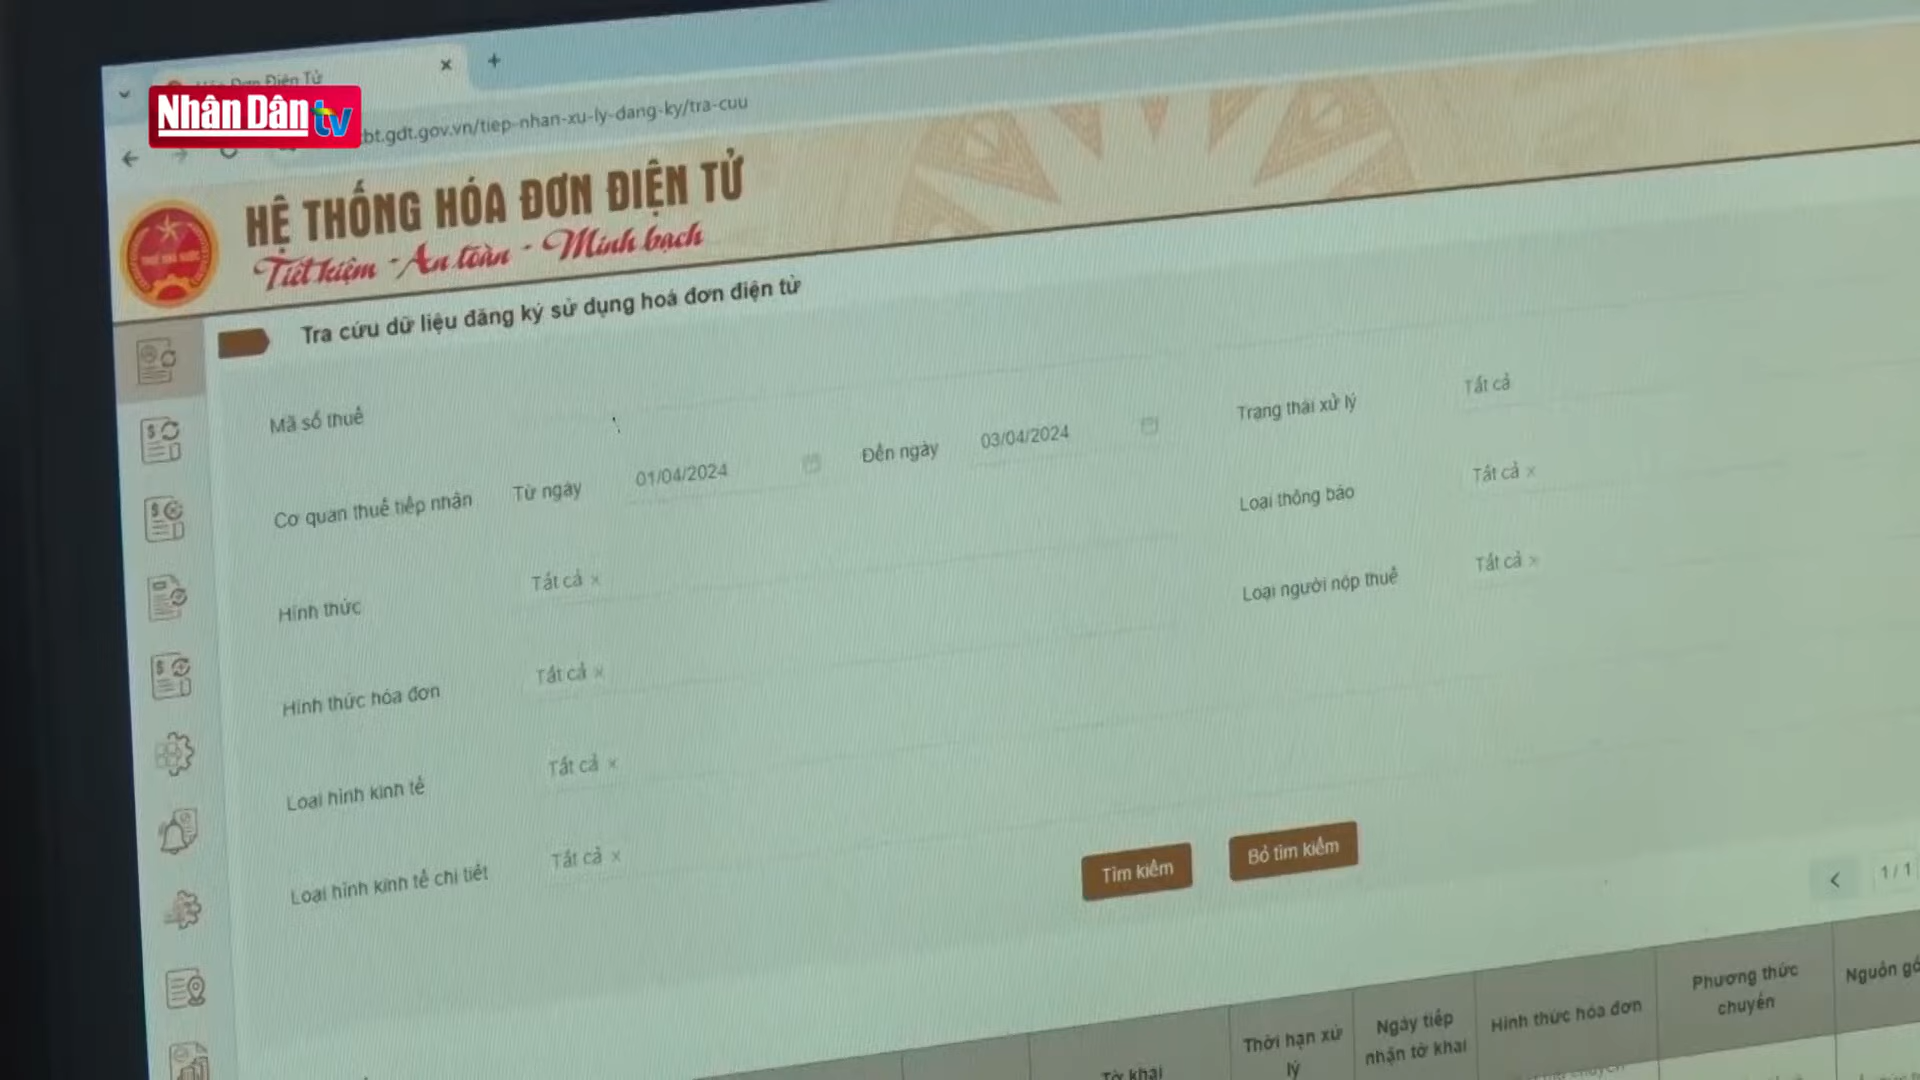 Điện Tử
Nhân Dân tv
bt.gdt.gov.vn/tiep-nhan-xu-ly-dang-ky/tra-cuu
HỆ THỐNG HÓA ĐƠN ĐIỆN TỬ
Tiết kiệm - An toàn - Minh bạch
Tra cứu dữ liệu đăng ký sử dụng hoá đơn điện tử
Mã số thuế
Trạng thái xử lý
Tất cả
Cơ quan thuế tiếp nhận
Từ ngày
01/04/2024
Đến ngày
03/04/2024
Loại thông báo
Tất cả ×
Hình thức
Tất cả ×
Loại người nộp thuế
Tất cả ×
Hình thức hóa đơn
Tất cả ×
Loại hình kinh tế
Tất cả ×
Loại hình kinh tế chi tiết
Tất cả ×
Tìm kiếm
Bỏ tìm kiếm
1 / 1
Tờ khai
Thời hạn xử
lý
Ngày tiếp
nhận tờ khai
Hình thức hóa đơn
Phương thức
chuyển
Nguồn